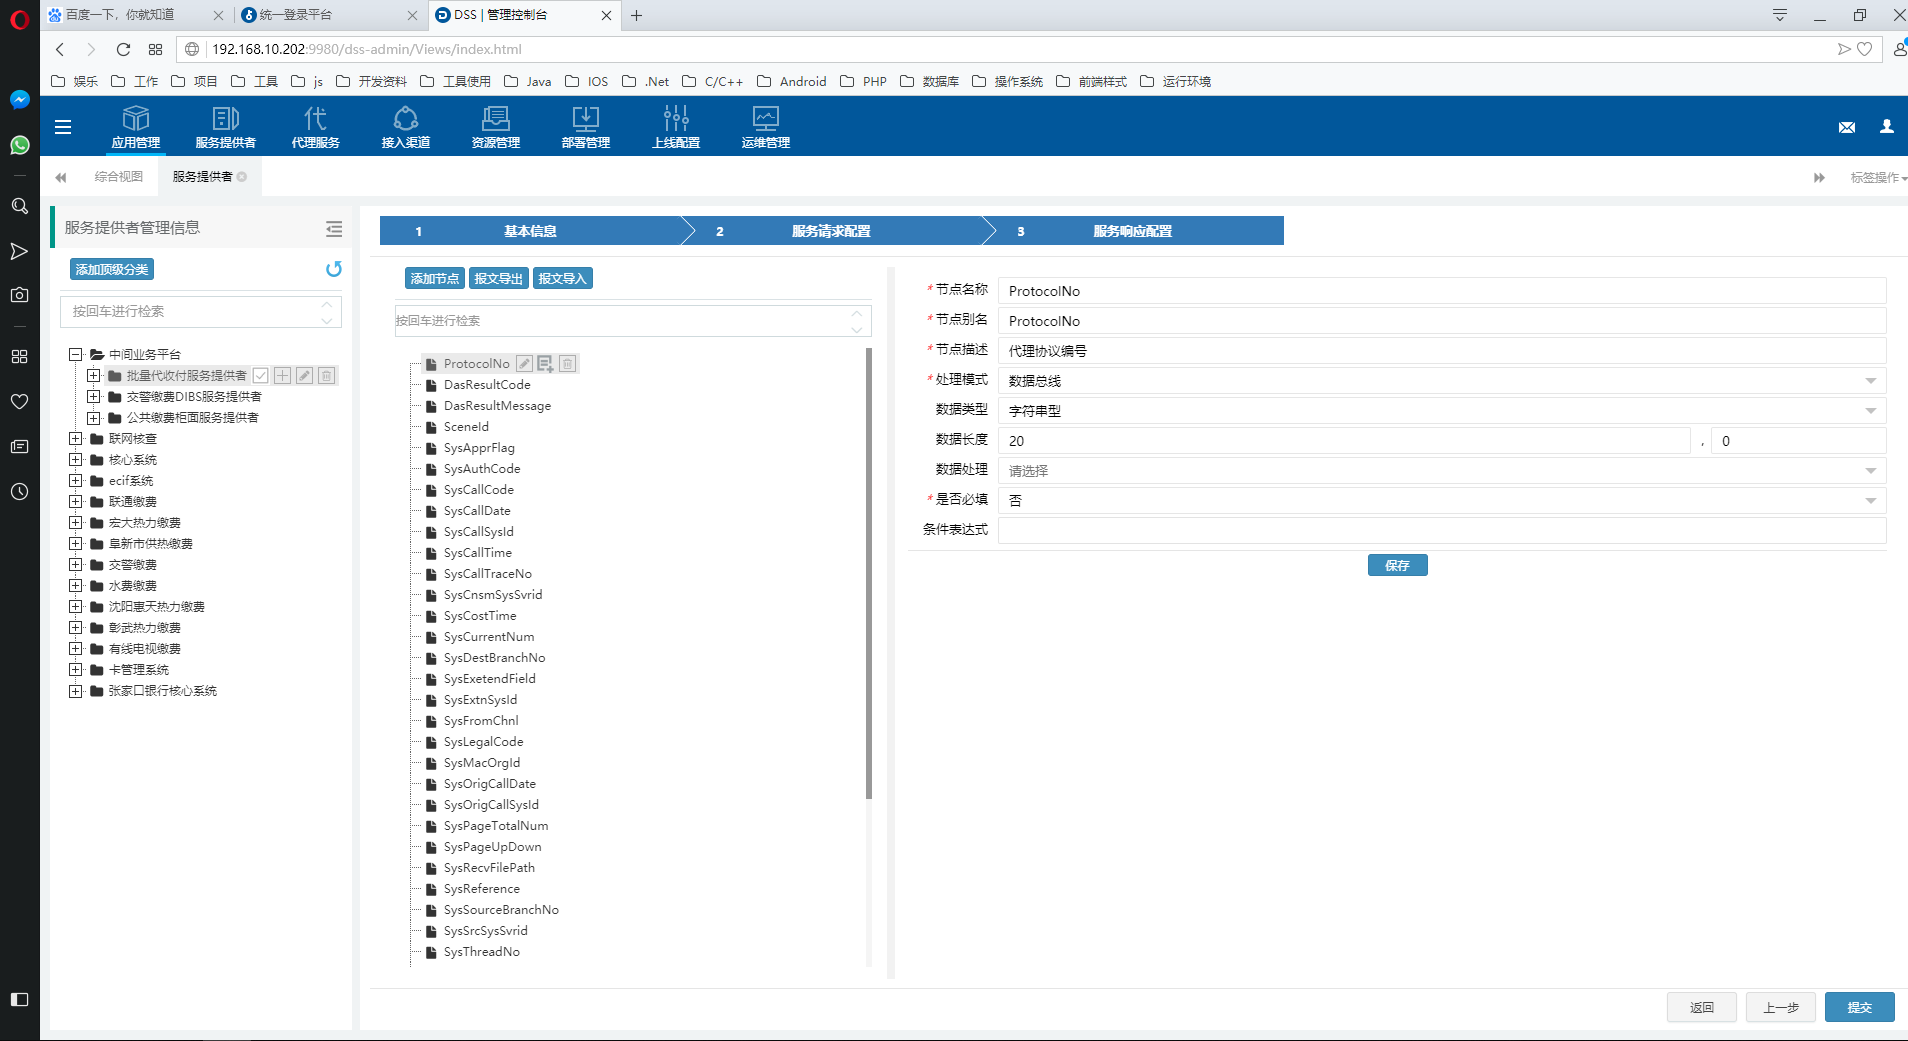 百度一下，你就知道
统一登录平台
DSS | 管理控制台
192.168.10.202:9980/dss-admin/Views/index.html
娱乐 工作 项目 工具 js 开发资料 工具使用 Java IOS .Net C/C++ Android PHP 数据库 操作系统 前端样式 运行环境
应用管理 服务提供者 代理服务 接入渠道 资源管理 部署管理 上线配置 运维管理
综合视图 服务提供者 标签操作
服务提供者管理信息
添加顶级分类
按回车进行检索
中间业务平台
批量代收付服务提供者
交警缴费DIBS服务提供者
公共缴费柜面服务提供者
联网核查
核心系统
ecif系统
联通缴费
宏大热力缴费
阜新市供热缴费
交警缴费
水费缴费
沈阳惠天热力缴费
彰武热力缴费
有线电视缴费
卡管理系统
张家口银行核心系统
1 基本信息 2 服务请求配置 3 服务响应配置
添加节点 报文导出 报文导入
按回车进行检索
ProtocolNo
DasResultCode
DasResultMessage
SceneId
SysApprFlag
SysAuthCode
SysCallCode
SysCallDate
SysCallSysId
SysCallTime
SysCallTraceNo
SysCnsmSysSvrid
SysCostTime
SysCurrentNum
SysDestBranchNo
SysExetendField
SysExtnSysId
SysFromChnl
SysLegalCode
SysMacOrgId
SysOrigCallDate
SysOrigCallSysId
SysPageTotalNum
SysPageUpDown
SysRecvFilePath
SysReference
SysSourceBranchNo
SysSrcSysSvrid
SysThreadNo
* 节点名称 ProtocolNo
* 节点别名 ProtocolNo
* 节点描述 代理协议编号
* 处理模式 数据总线
数据类型 字符串型
数据长度 20 , 0
数据处理 请选择
* 是否必填 否
条件表达式
保存
返回 上一步 提交